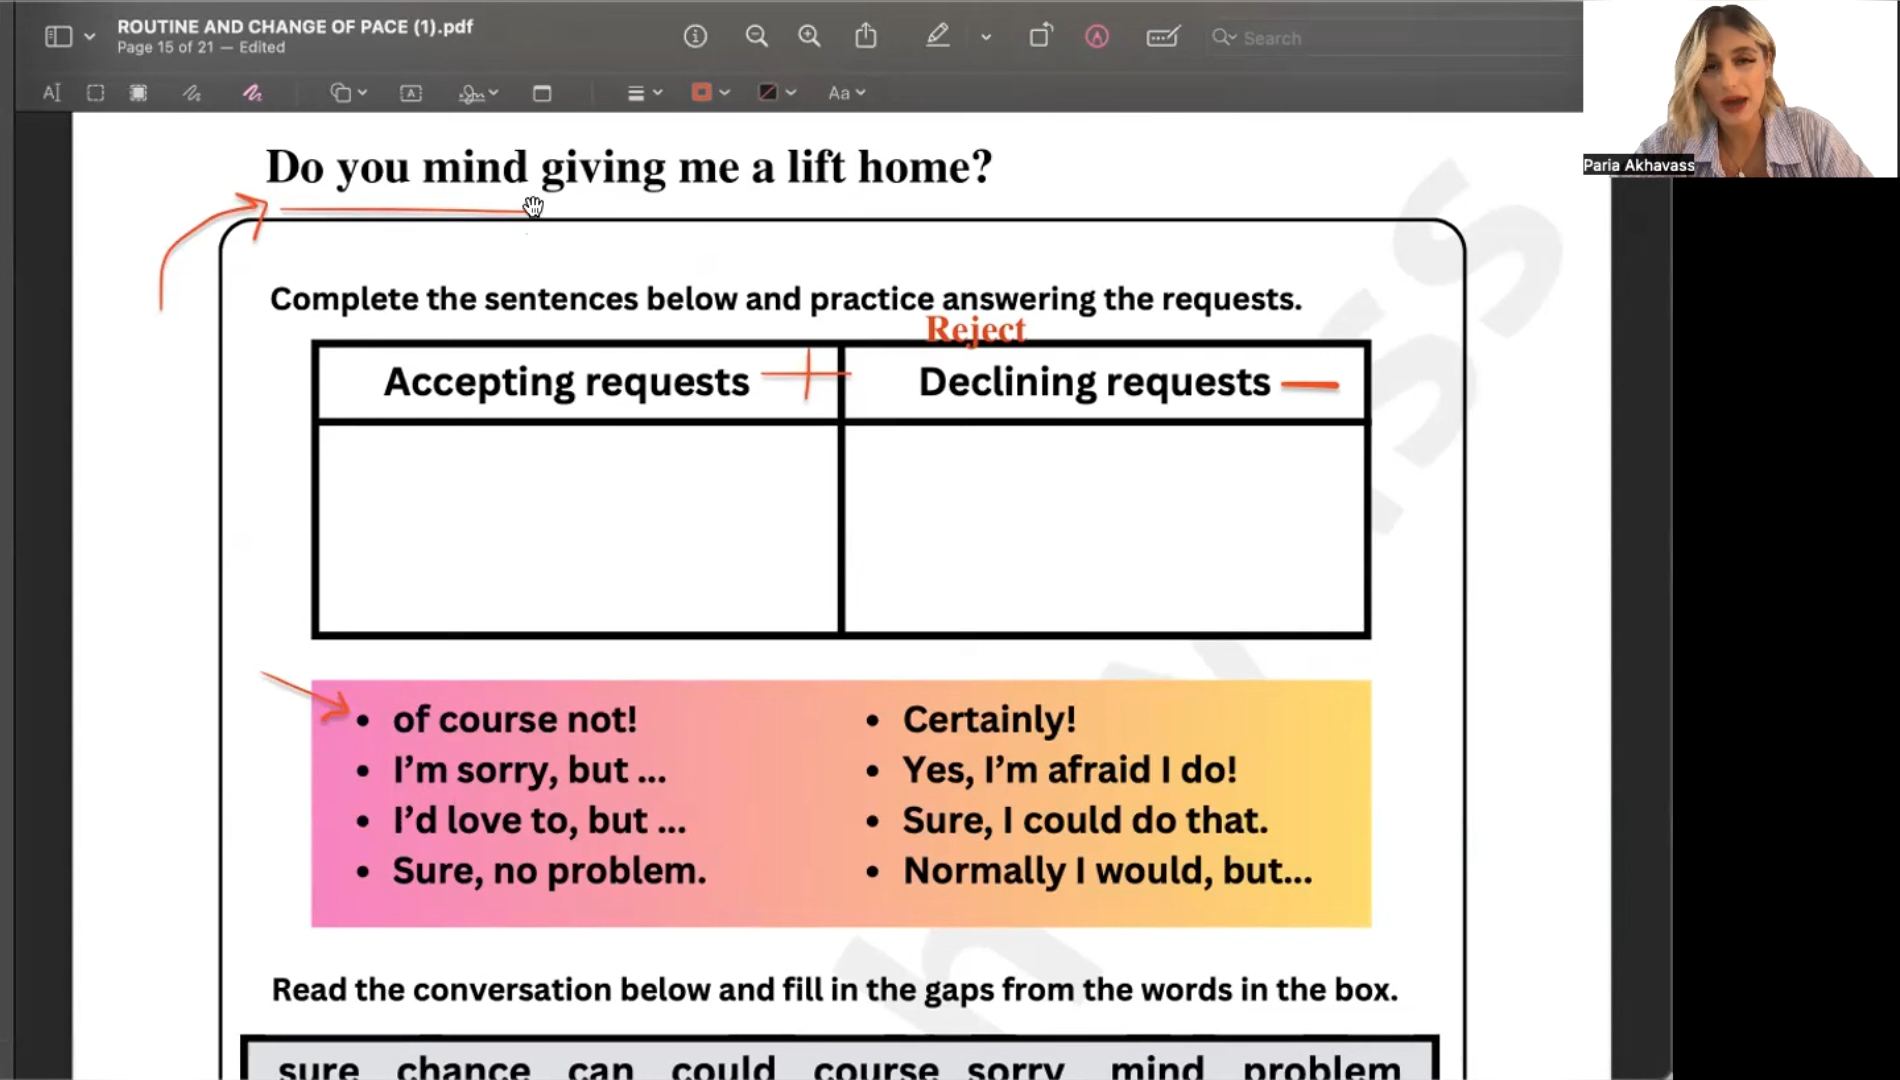 ROUTINE AND CHANGE OF PACE (1).pdf
Page 15 of 21 — Edited
Search
Aa
Paria Akhavass
Do you mind giving me a lift home?
Complete the sentences below and practice answering the requests.
Reject
Accepting requests
Declining requests
• of course not!
• I'm sorry, but ...
• I'd love to, but ...
• Sure, no problem.
• Certainly!
• Yes, I'm afraid I do!
• Sure, I could do that.
• Normally I would, but...
Read the conversation below and fill in the gaps from the words in the box.
sure chance can could course sorry mind problem